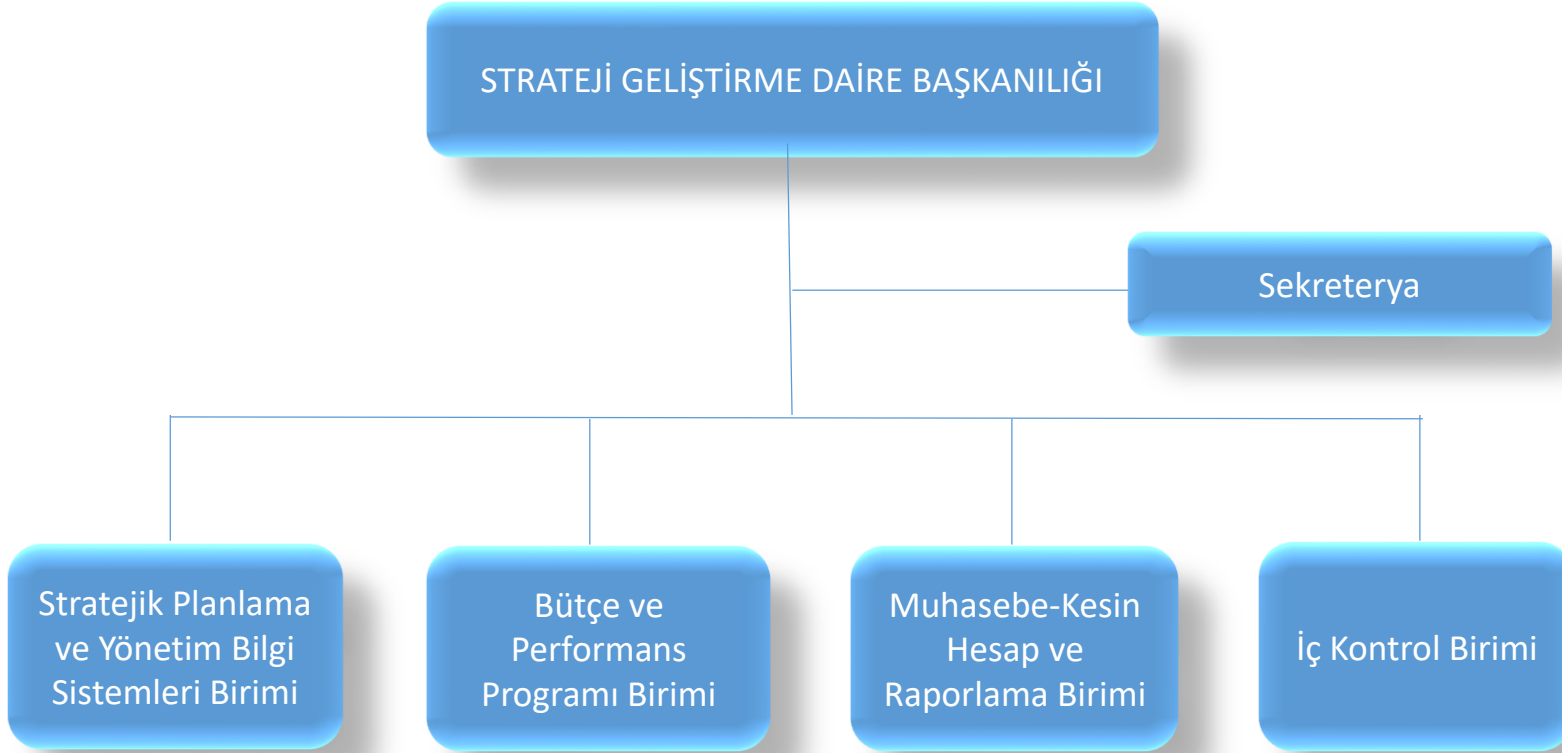 STRATEJİ GELİŞTİRME DAİRE BAŞKANILIĞI
Sekreterya
Stratejik Planlama
ve Yönetim Bilgi
Sistemleri Birimi
Bütçe ve
Performans
Programı Birimi
Muhasebe-Kesin
Hesap ve
Raporlama Birimi
İç Kontrol Birimi